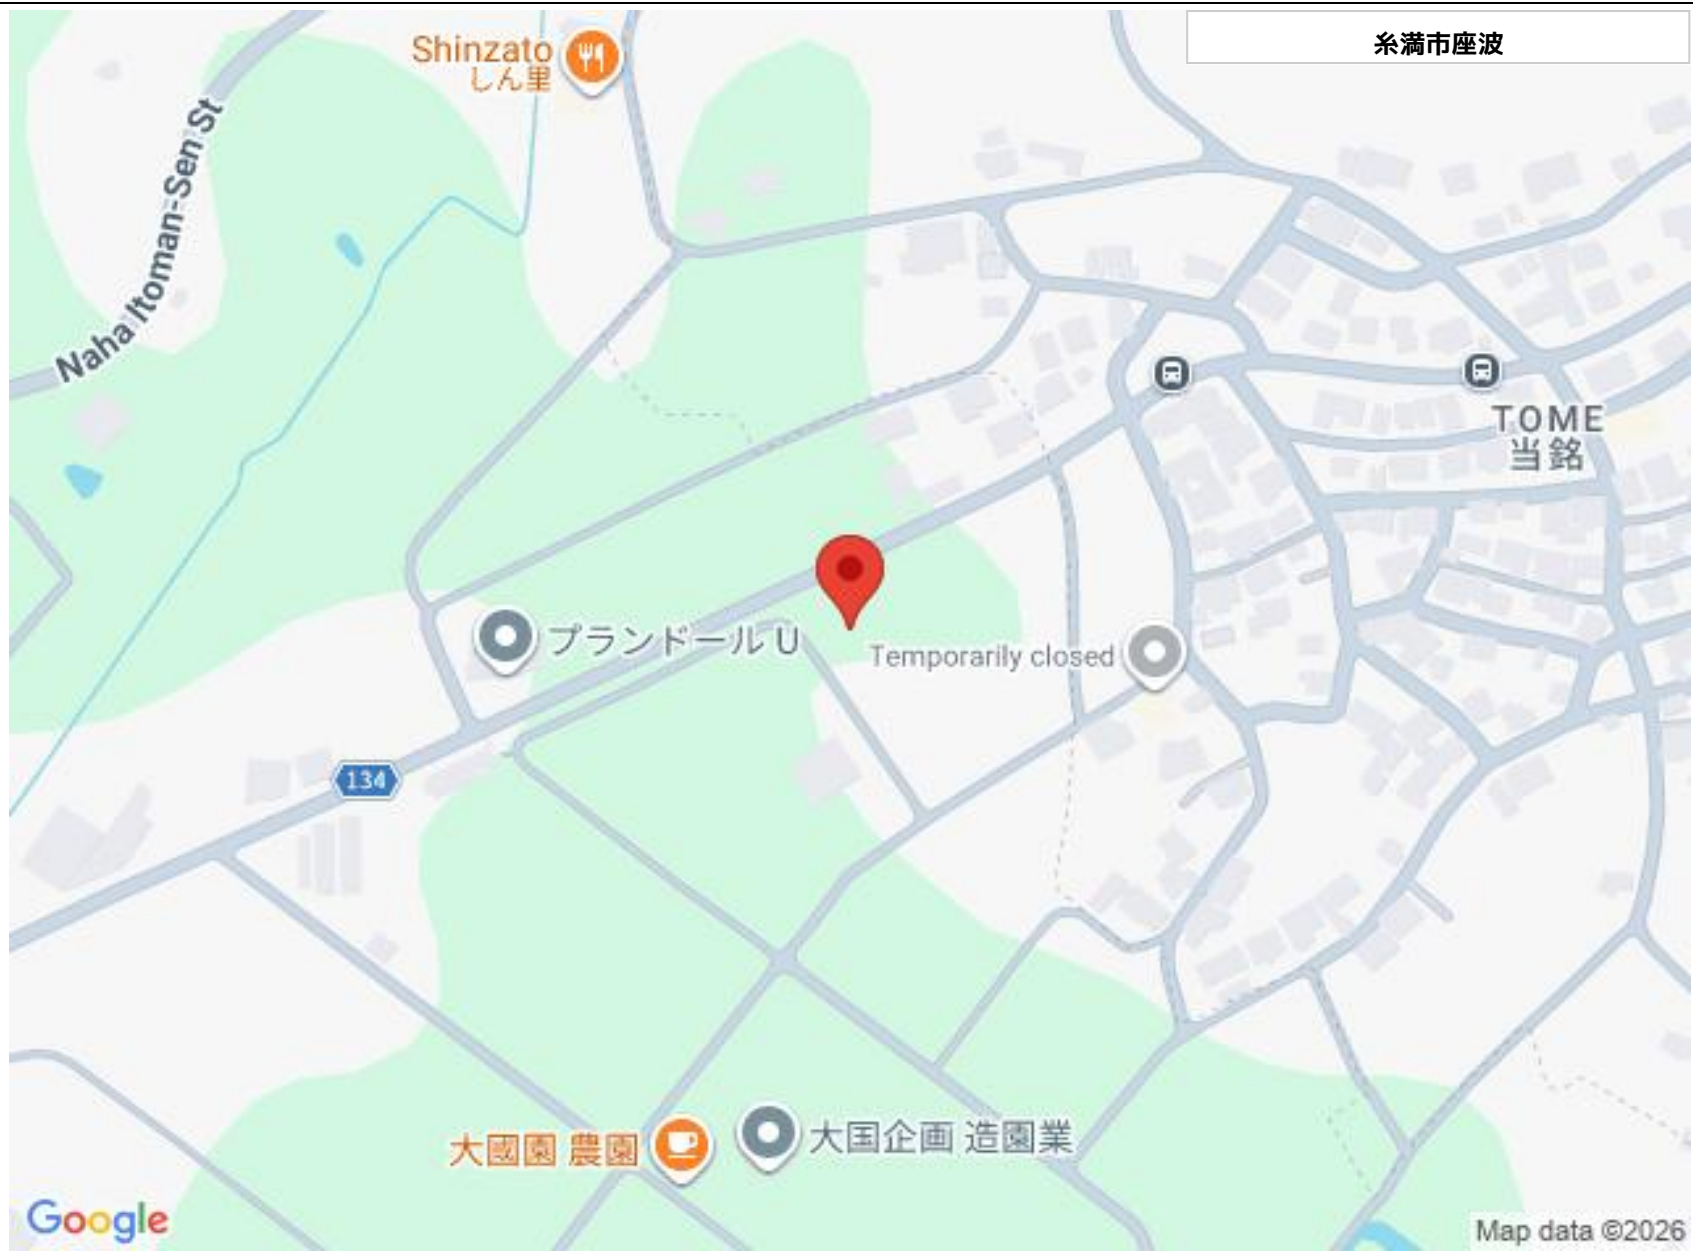 糸満市座波
Shinzato
しん里
Naha Itoman-Sen St
TOME
当銘
プランドール U
Temporarily closed
134
大國園 農園
大国企画 造園業
Google
Map data ©2026